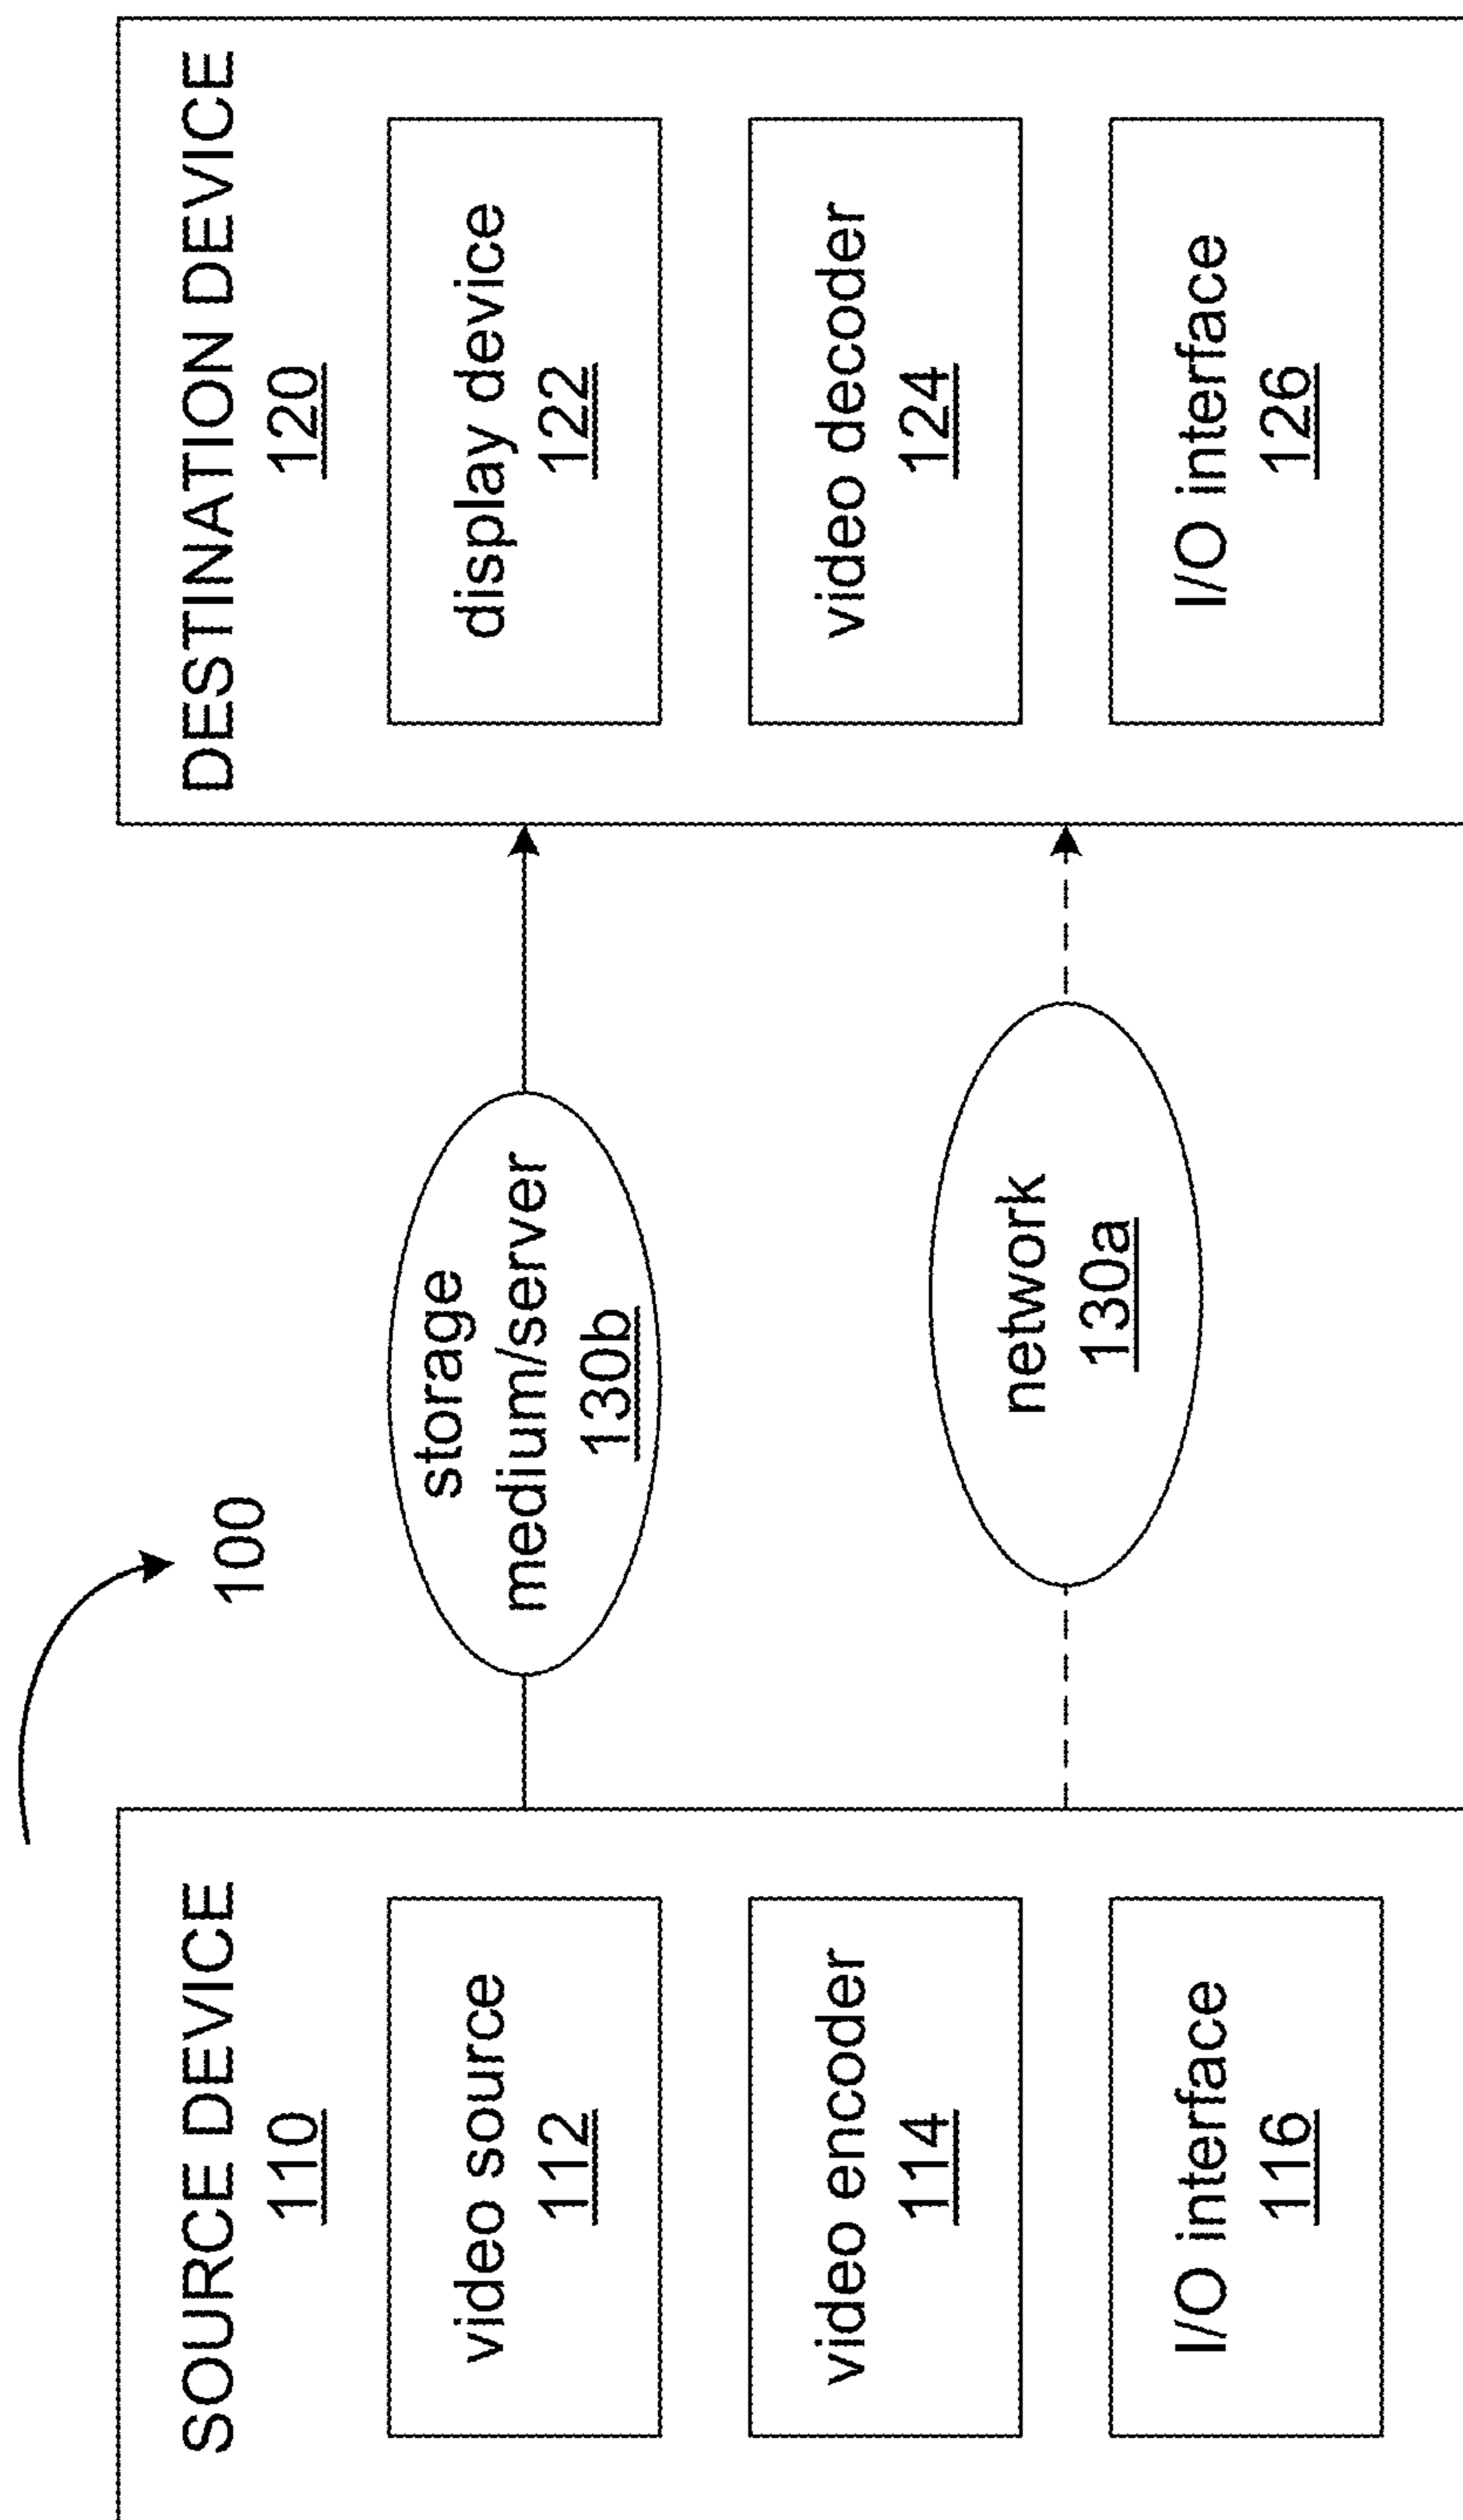 100
SOURCE DEVICE
110
video source
112
video encoder
114
I/O interface
116
storage
medium/server
130b
network
130a
DESTINATION DEVICE
120
display device
122
video decoder
124
I/O interface
126